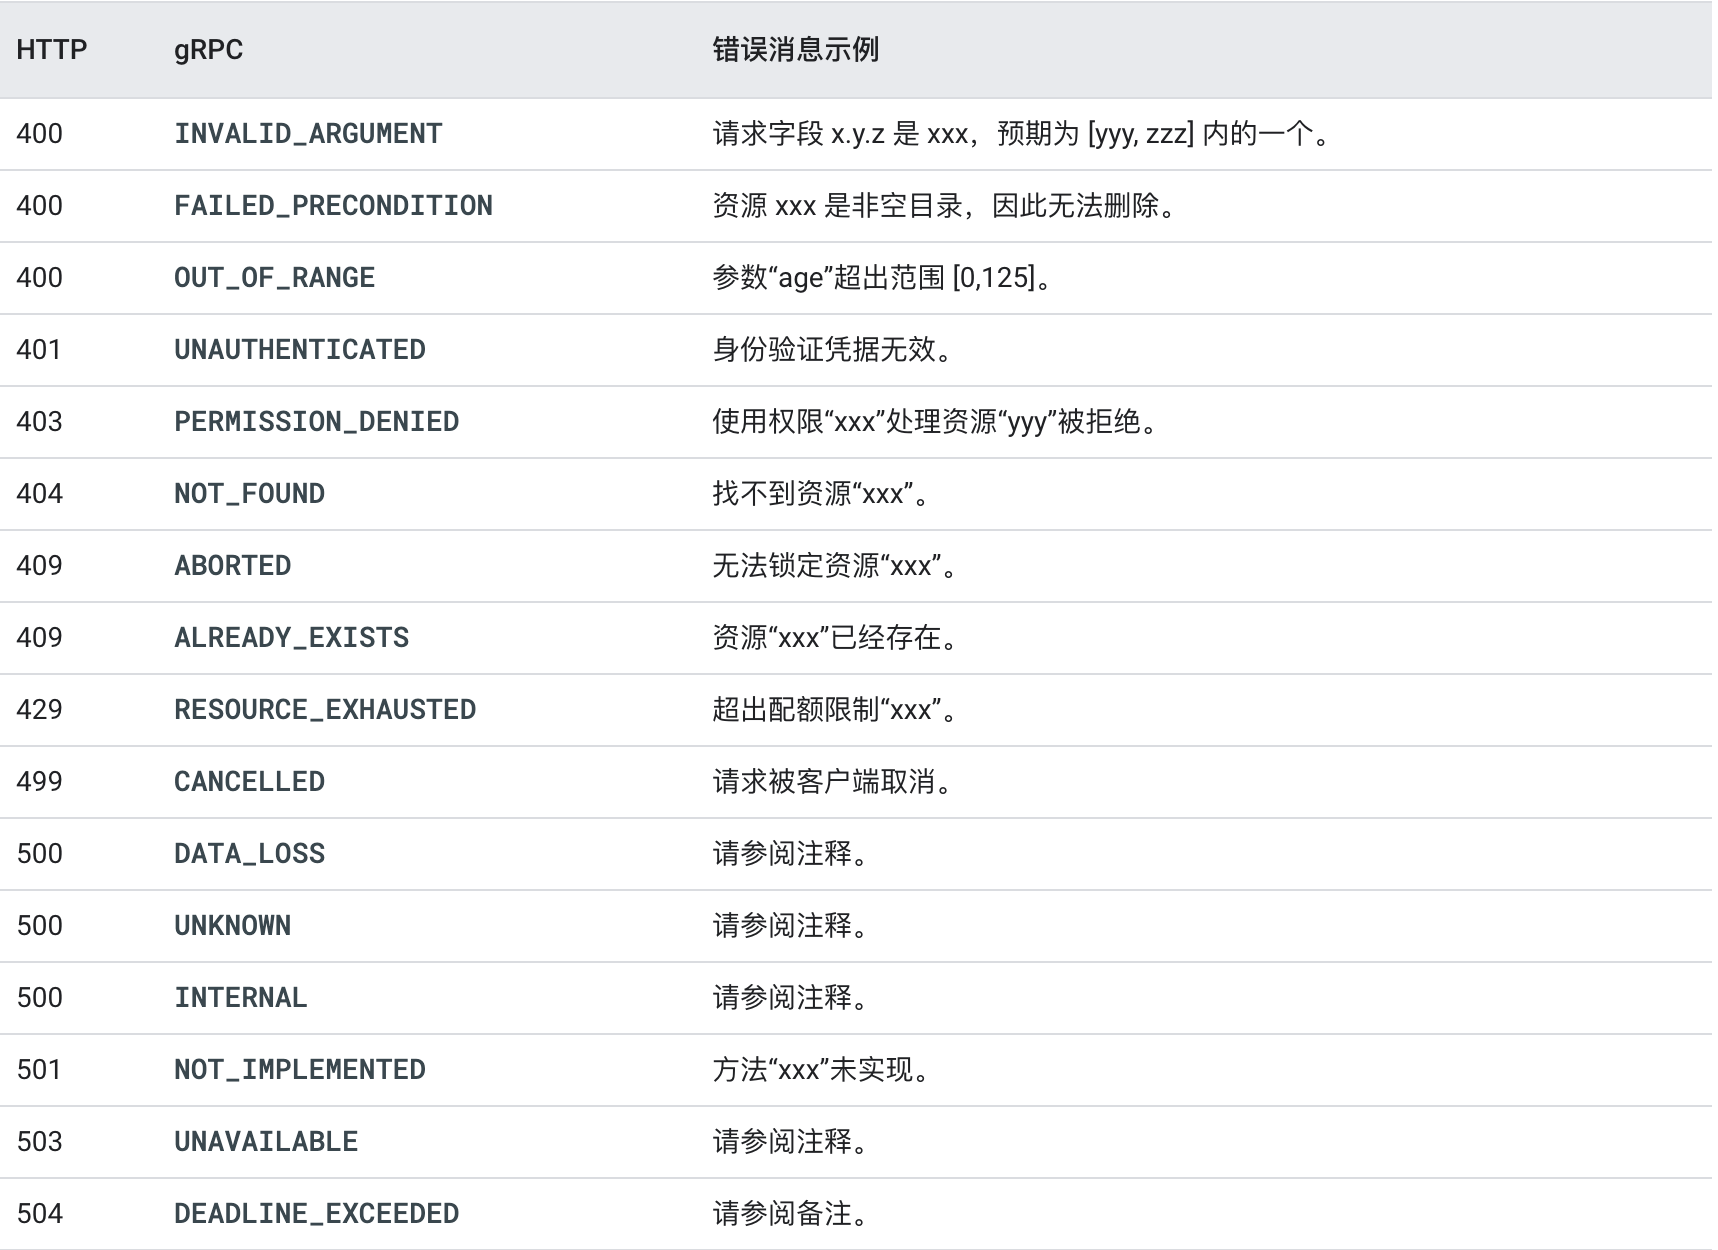 HTTP gRPC 错误消息示例
400 INVALID_ARGUMENT 请求字段 x.y.z 是 xxx，预期为 [yyy, zzz] 内的一个。
400 FAILED_PRECONDITION 资源 xxx 是非空目录，因此无法删除。
400 OUT_OF_RANGE 参数“age”超出范围 [0,125]。
401 UNAUTHENTICATED 身份验证凭据无效。
403 PERMISSION_DENIED 使用权限“xxx”处理资源“yyy”被拒绝。
404 NOT_FOUND 找不到资源“xxx”。
409 ABORTED 无法锁定资源“xxx”。
409 ALREADY_EXISTS 资源“xxx”已经存在。
429 RESOURCE_EXHAUSTED 超出配额限制“xxx”。
499 CANCELLED 请求被客户端取消。
500 DATA_LOSS 请参阅注释。
500 UNKNOWN 请参阅注释。
500 INTERNAL 请参阅注释。
501 NOT_IMPLEMENTED 方法“xxx”未实现。
503 UNAVAILABLE 请参阅注释。
504 DEADLINE_EXCEEDED 请参阅备注。